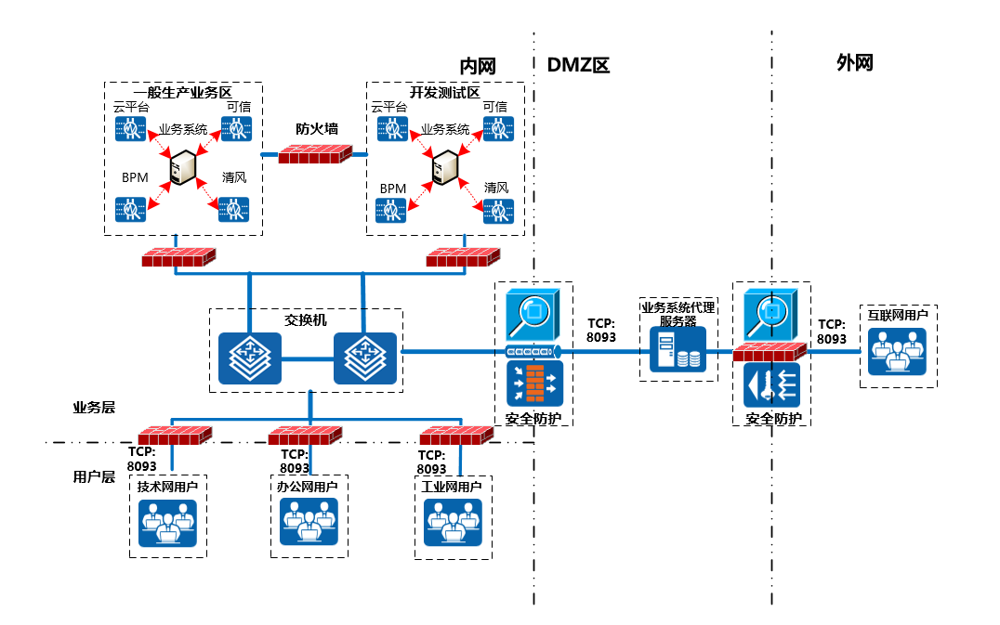 内网
DMZ区
外网
一般生产业务区
云平台
可信
业务系统
BPM
清风
防火墙
开发测试区
云平台
可信
业务系统
BPM
清风
交换机
TCP:
8093
业务系统代理
服务器
TCP:
8093
互联网用户
安全防护
安全防护
业务层
用户层
TCP:
8093
TCP:
8093
TCP:
8093
技术网用户
办公网用户
工业网用户